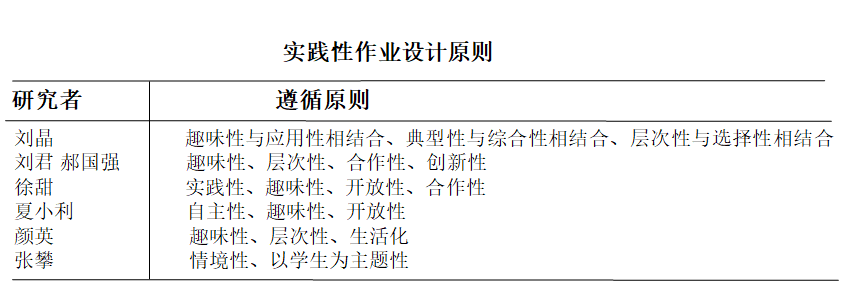 实践性作业设计原则
研究者 遵循原则
刘晶 趣味性与应用性相结合、典型性与综合性相结合、层次性与选择性相结合
刘君 郝国强 趣味性、层次性、合作性、创新性
徐甜 实践性、趣味性、开放性、合作性
夏小利 自主性、趣味性、开放性
颜英 趣味性、层次性、生活化
张攀 情境性、以学生为主题性